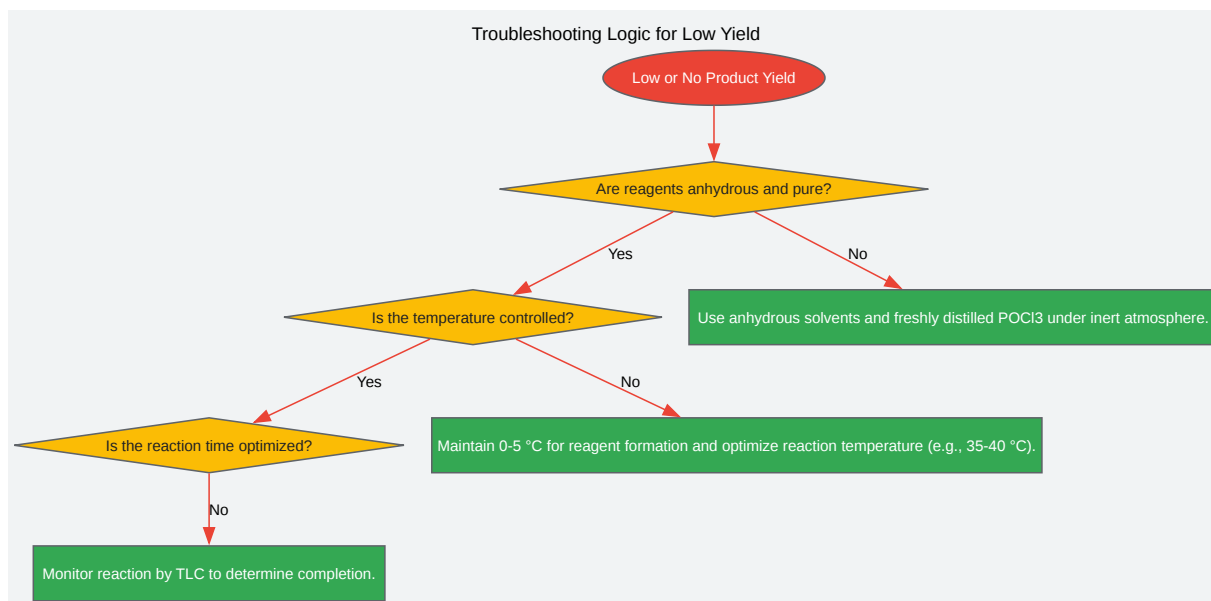 Troubleshooting Logic for Low Yield
Low or No Product Yield
Are reagents anhydrous and pure?
Yes
No
Is the temperature controlled?
Use anhydrous solvents and freshly distilled POCl3 under inert atmosphere.
Yes
No
Is the reaction time optimized?
Maintain 0-5 °C for reagent formation and optimize reaction temperature (e.g., 35-40 °C).
No
Monitor reaction by TLC to determine completion.